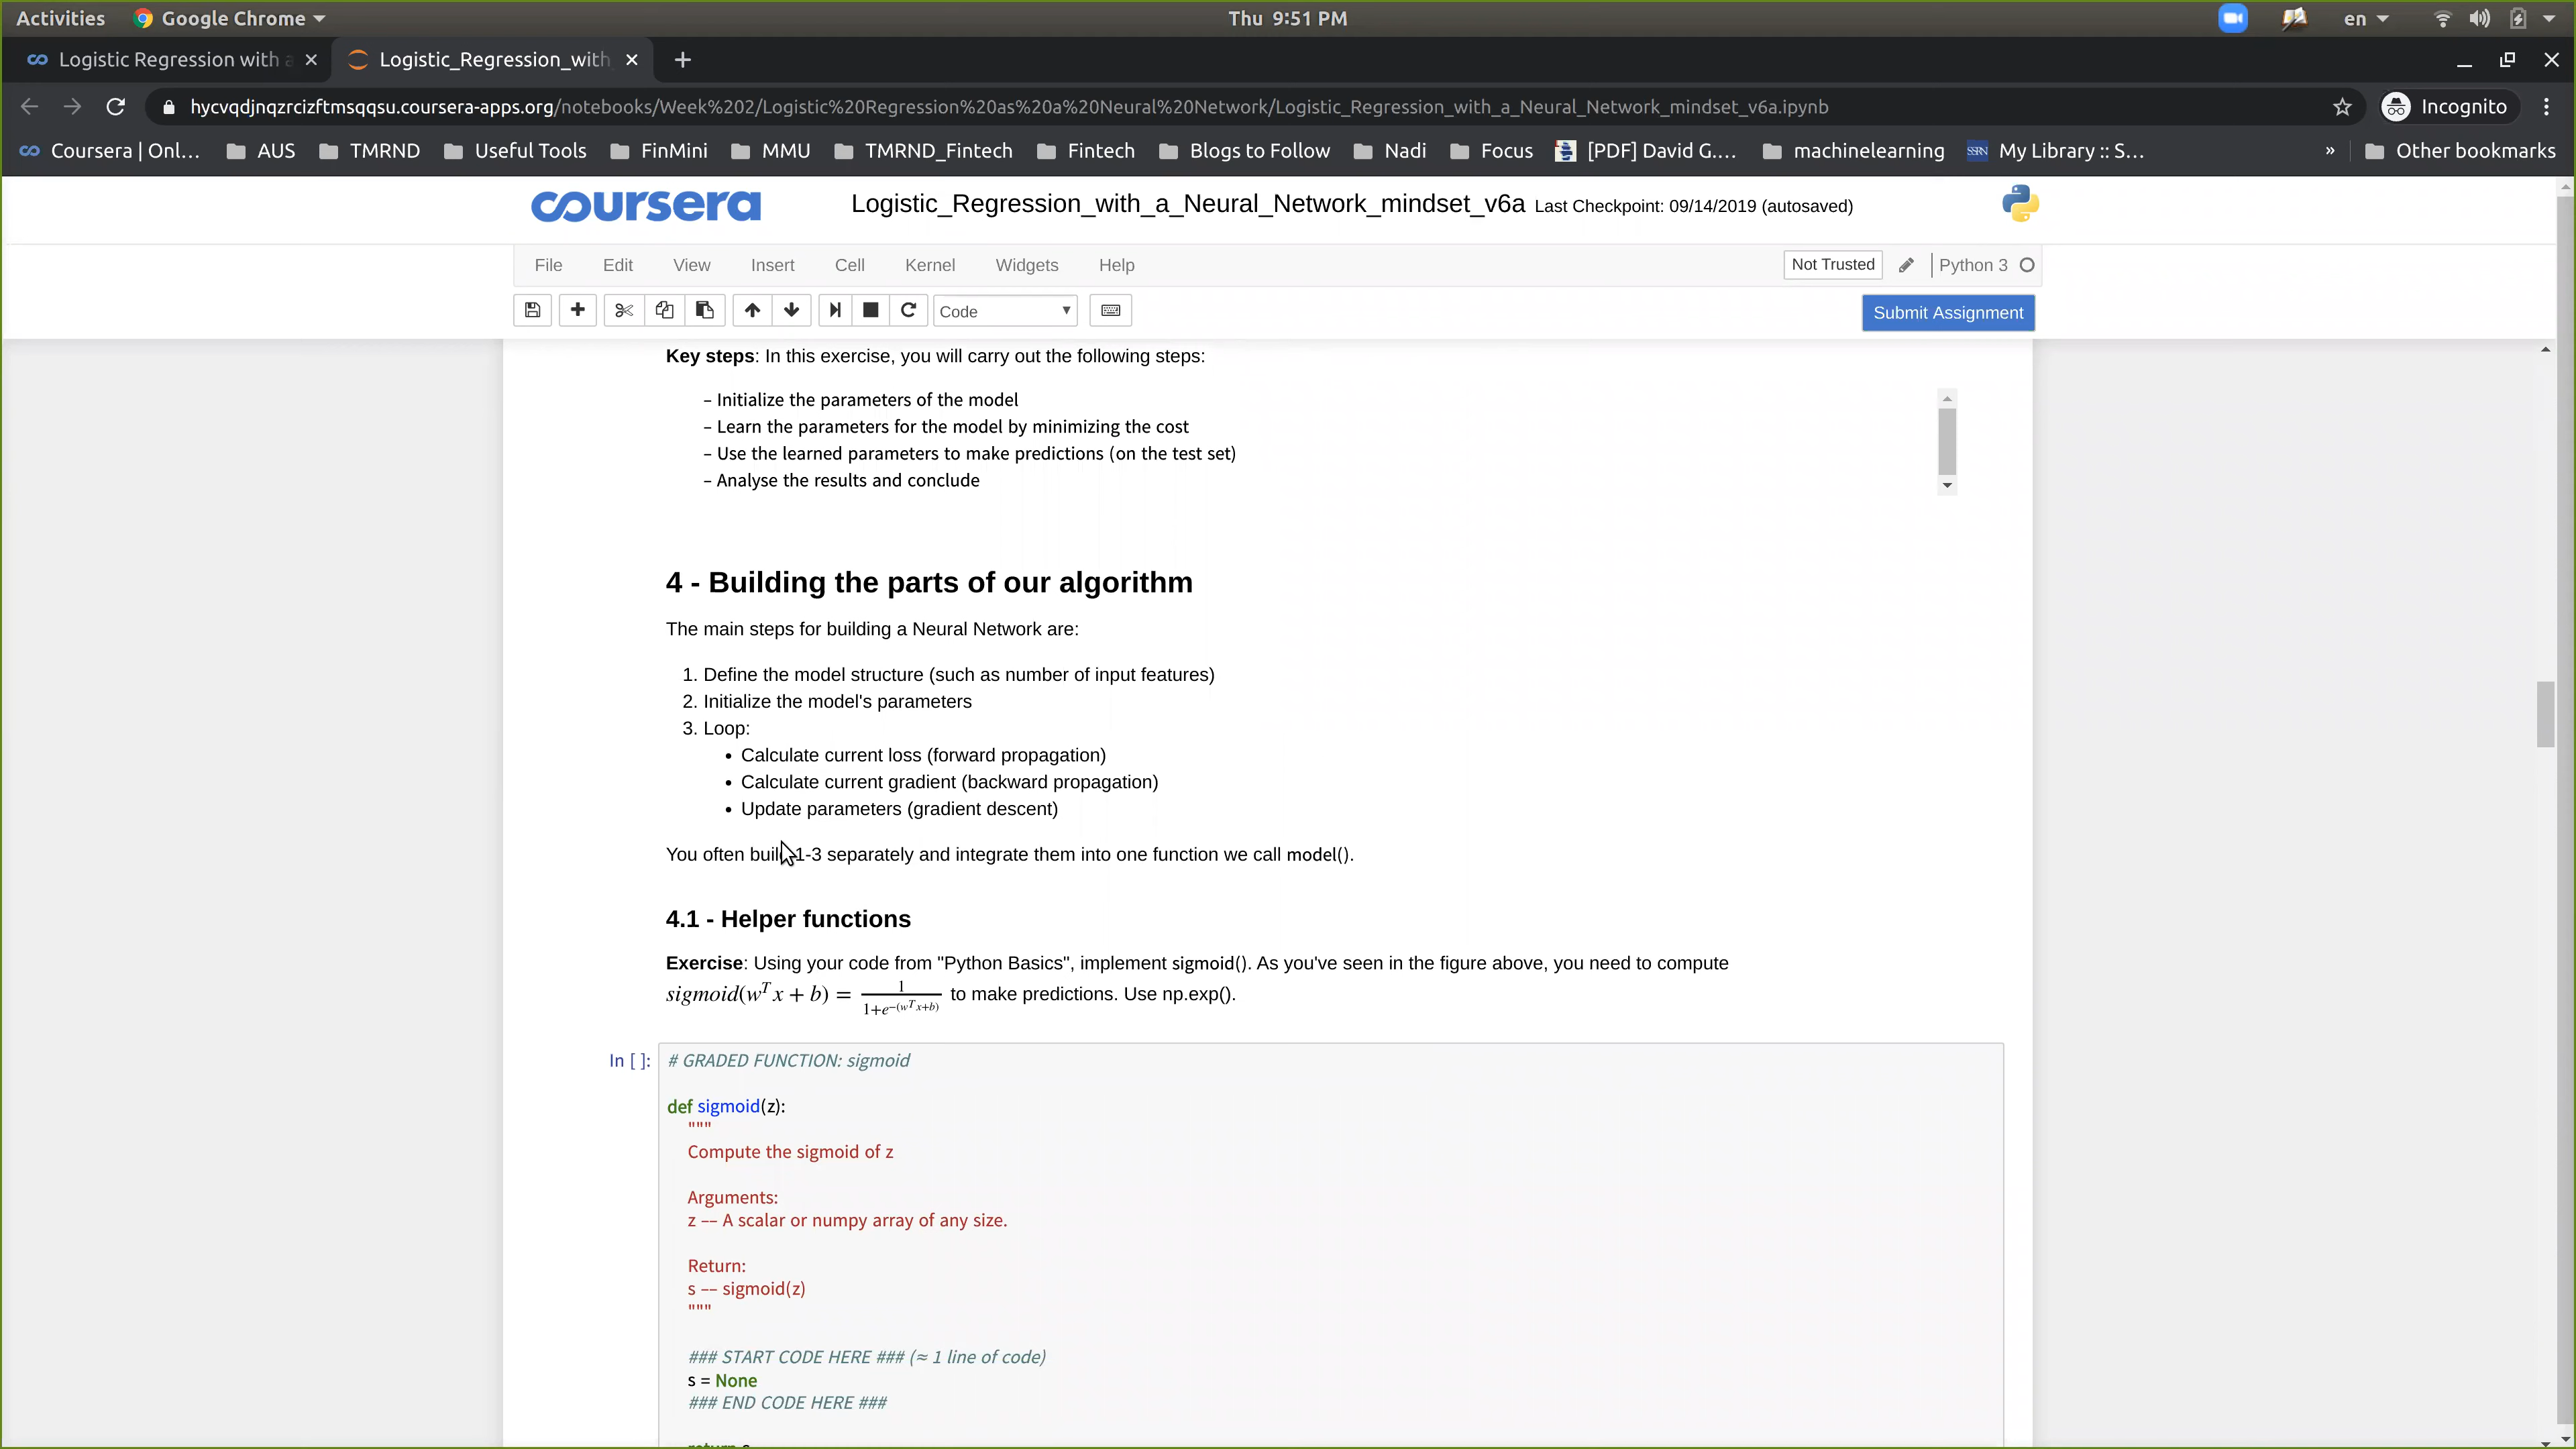 Activities Google Chrome Thu 9:51 PM en
Logistic Regression with a Logistic_Regression_with
hycvqdjnqzrcizftmsqqsu.coursera-apps.org/notebooks/Week%202/Logistic%20Regression%20as%20a%20Neural%20Network/Logistic_Regression_with_a_Neural_Network_mindset_v6a.ipynb Incognito
Coursera | Onl... AUS TMRND Useful Tools FinMini MMU TMRND_Fintech Fintech Blogs to Follow Nadi Focus [PDF] David G.... machinelearning SSRN My Library :: S... » Other bookmarks
coursera Logistic_Regression_with_a_Neural_Network_mindset_v6a Last Checkpoint: 09/14/2019 (autosaved)
File Edit View Insert Cell Kernel Widgets Help Not Trusted Python 3
Code Submit Assignment
Key steps: In this exercise, you will carry out the following steps:
– Initialize the parameters of the model
– Learn the parameters for the model by minimizing the cost
– Use the learned parameters to make predictions (on the test set)
– Analyse the results and conclude
4 - Building the parts of our algorithm
The main steps for building a Neural Network are:
1. Define the model structure (such as number of input features)
2. Initialize the model's parameters
3. Loop:
• Calculate current loss (forward propagation)
• Calculate current gradient (backward propagation)
• Update parameters (gradient descent)
You often build 1-3 separately and integrate them into one function we call model().
4.1 - Helper functions
Exercise: Using your code from "Python Basics", implement sigmoid(). As you've seen in the figure above, you need to compute
sigmoid(w^T x + b) = 1/(1+e^−(w^T x+b)) to make predictions. Use np.exp().
In [ ]: # GRADED FUNCTION: sigmoid
def sigmoid(z):
"""
Compute the sigmoid of z
Arguments:
z -- A scalar or numpy array of any size.
Return:
s -- sigmoid(z)
"""
### START CODE HERE ### (≈ 1 line of code)
s = None
### END CODE HERE ###
return s